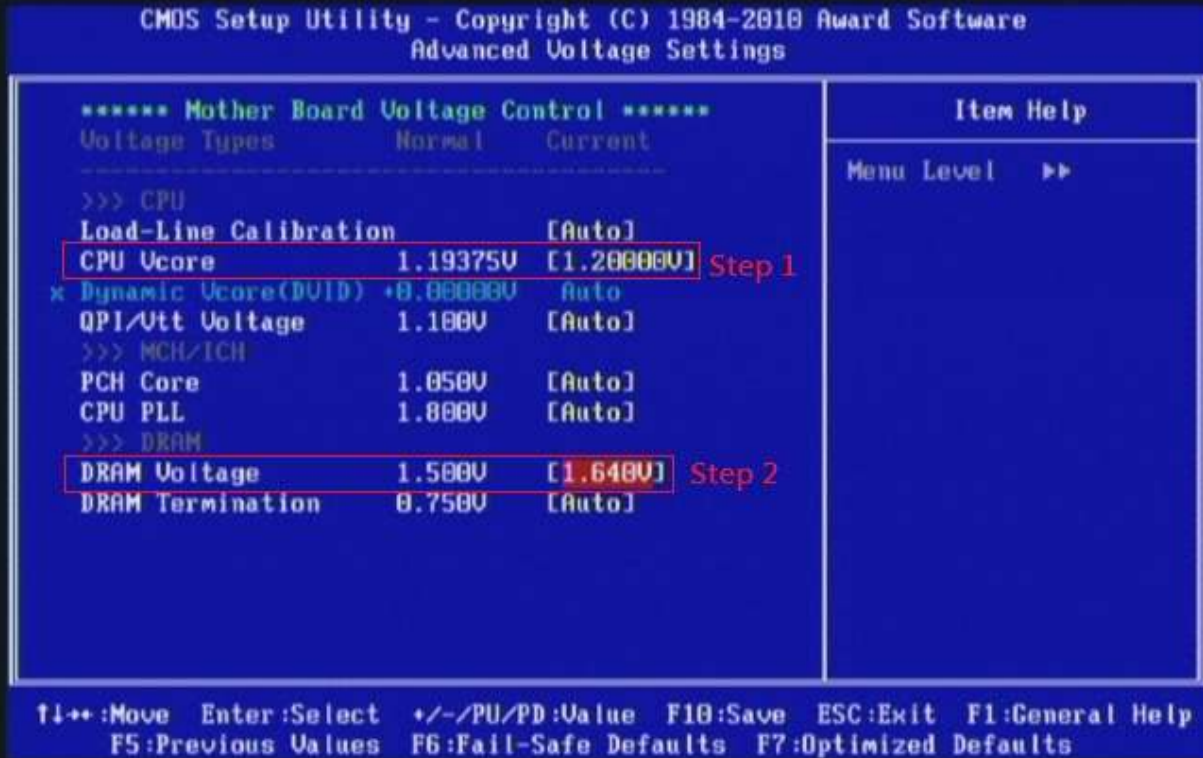 CMOS Setup Utility - Copyright (C) 1984-2010 Award Software
Advanced Voltage Settings
****** Mother Board Voltage Control ******
Voltage Types Normal Current
------------------------------------------
>>> CPU
Load-Line Calibration [Auto]
CPU Vcore 1.19375V [1.20000V] Step 1
x Dynamic Vcore(DVID) +0.00000V Auto
QPI/Vtt Voltage 1.100V [Auto]
>>> MCH/ICH
PCH Core 1.050V [Auto]
CPU PLL 1.800V [Auto]
>>> DRAM
DRAM Voltage 1.500V [1.640V] Step 2
DRAM Termination 0.750V [Auto]
Item Help
Menu Level ▶▶
↑↓→←:Move Enter:Select +/-/PU/PD:Value F10:Save ESC:Exit F1:General Help
F5:Previous Values F6:Fail-Safe Defaults F7:Optimized Defaults